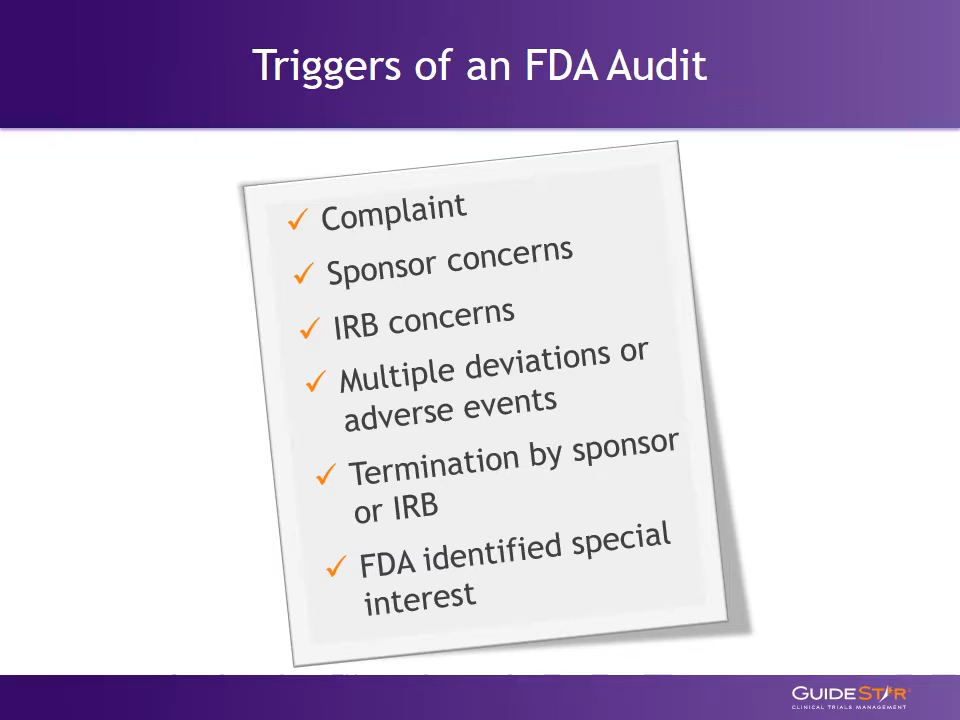 Triggers of an FDA Audit
✓ Complaint
✓ Sponsor concerns
✓ IRB concerns
✓ Multiple deviations or
adverse events
✓ Termination by sponsor
or IRB
✓ FDA identified special
interest
GUIDESTAR
CLINICAL TRIALS MANAGEMENT